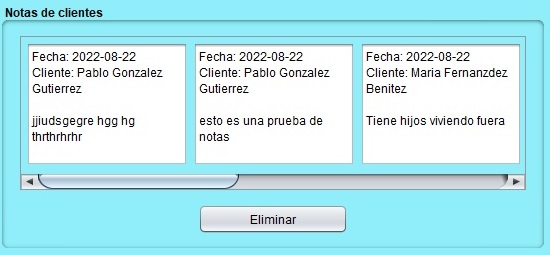 Notas de clientes
Fecha: 2022-08-22
Cliente: Pablo Gonzalez
Gutierrez
jjiudsgegre hgg hg
thrthrhrhr
Fecha: 2022-08-22
Cliente: Pablo Gonzalez
Gutierrez
esto es una prueba de
notas
Fecha: 2022-08-22
Cliente: Maria Fernanzdez
Benitez
Tiene hijos viviendo fuera
Eliminar